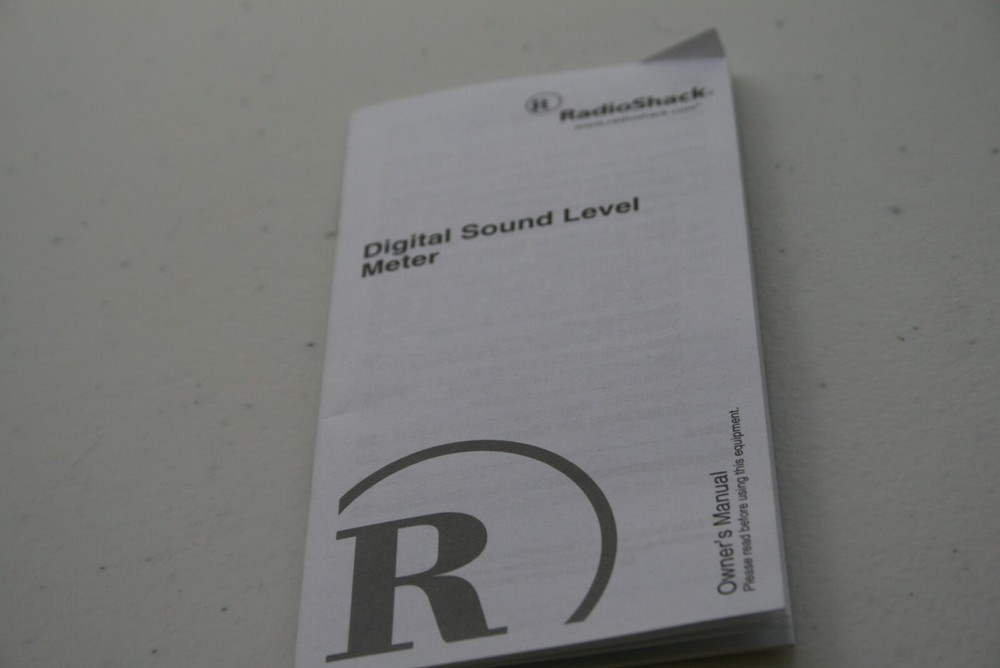 RadioShack
www.radioshack.com
Digital Sound Level
Meter
Owner's Manual
Please read before using this equipment.
R